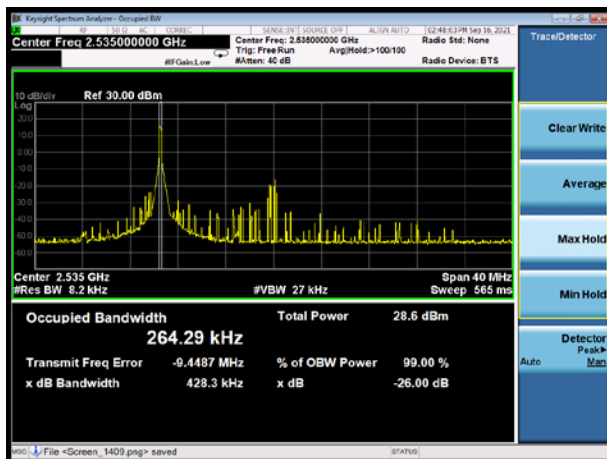 Keysight Spectrum Analyzer - Occupied BW
RF 50 Ω AC CORREC SENSE:INT SOURCE OFF ALIGN AUTO 02:48:03 PM Sep 16, 2021
Center Freq 2.535000000 GHz
Center Freq: 2.535000000 GHz
Radio Std: None
Trig: Free Run Avg|Hold:>100/100
#IFGain:Low #Atten: 40 dB Radio Device: BTS
10 dB/div Ref 30.00 dBm
Log
20.0
10.0
0.00
-10.0
-20.0
-30.0
-40.0
-50.0
-60.0
Center 2.535 GHz Span 40 MHz
#Res BW 8.2 kHz #VBW 27 kHz Sweep 565 ms
Occupied Bandwidth Total Power 28.6 dBm
264.29 kHz
Transmit Freq Error -9.4487 MHz % of OBW Power 99.00 %
x dB Bandwidth 428.3 kHz x dB -26.00 dB
MSG File <Screen_1409.png> saved STATUS
Trace/Detector
Clear Write
Average
Max Hold
Min Hold
Detector
Peak▶
Auto Man